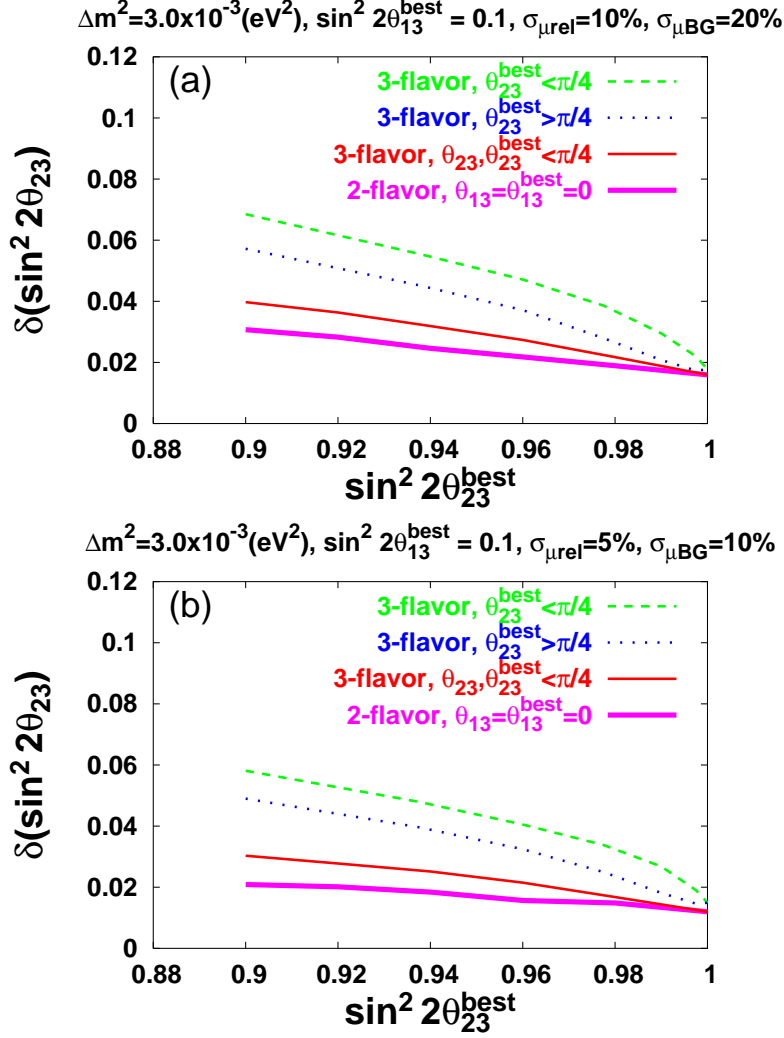 Δm²=3.0x10⁻³(eV²), sin² 2θ₁₃^best = 0.1, σ_μrel=10%, σ_μBG=20%
(a)
3-flavor, θ₂₃^best<π/4
3-flavor, θ₂₃^best>π/4
3-flavor, θ₂₃,θ₂₃^best<π/4
2-flavor, θ₁₃=θ₁₃^best=0
0.12
0.1
0.08
0.06
0.04
0.02
0
δ(sin² 2θ₂₃)
0.88 0.9 0.92 0.94 0.96 0.98 1
sin² 2θ₂₃^best
Δm²=3.0x10⁻³(eV²), sin² 2θ₁₃^best = 0.1, σ_μrel=5%, σ_μBG=10%
(b)
3-flavor, θ₂₃^best<π/4
3-flavor, θ₂₃^best>π/4
3-flavor, θ₂₃,θ₂₃^best<π/4
2-flavor, θ₁₃=θ₁₃^best=0
0.12
0.1
0.08
0.06
0.04
0.02
0
δ(sin² 2θ₂₃)
0.88 0.9 0.92 0.94 0.96 0.98 1
sin² 2θ₂₃^best